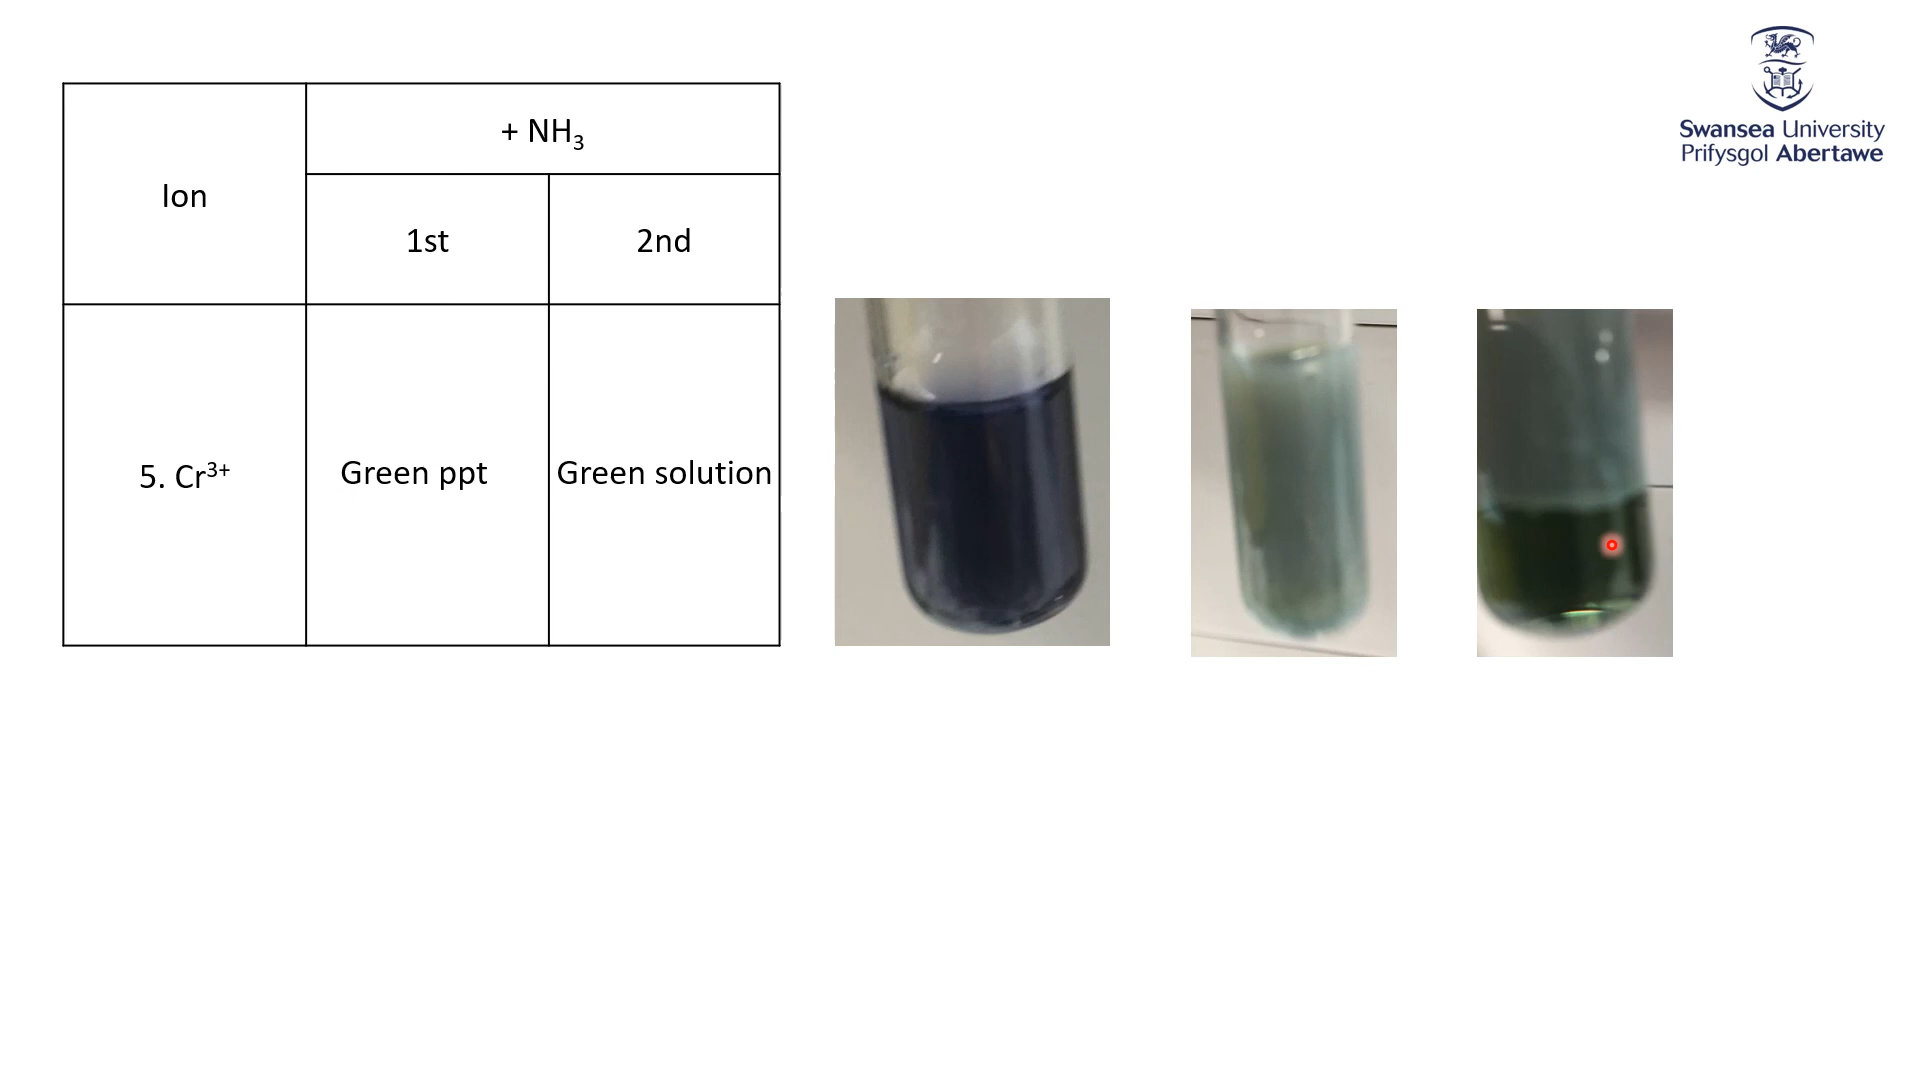 Ion
+ NH₃
1st
2nd
5. Cr³⁺
Green ppt
Green solution
Swansea University
Prifysgol Abertawe